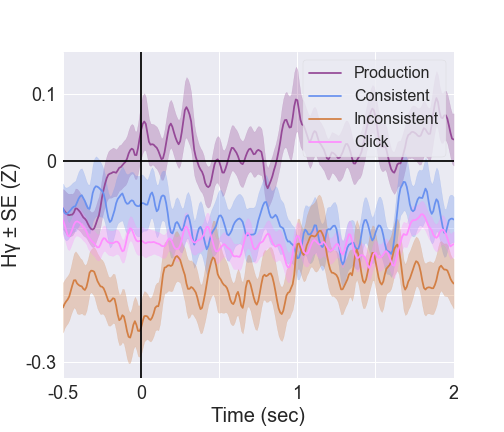 Production
Consistent
Inconsistent
Click
0.1
0
-0.3
Hγ ± SE (Z)
-0.5
0
1
2
Time (sec)